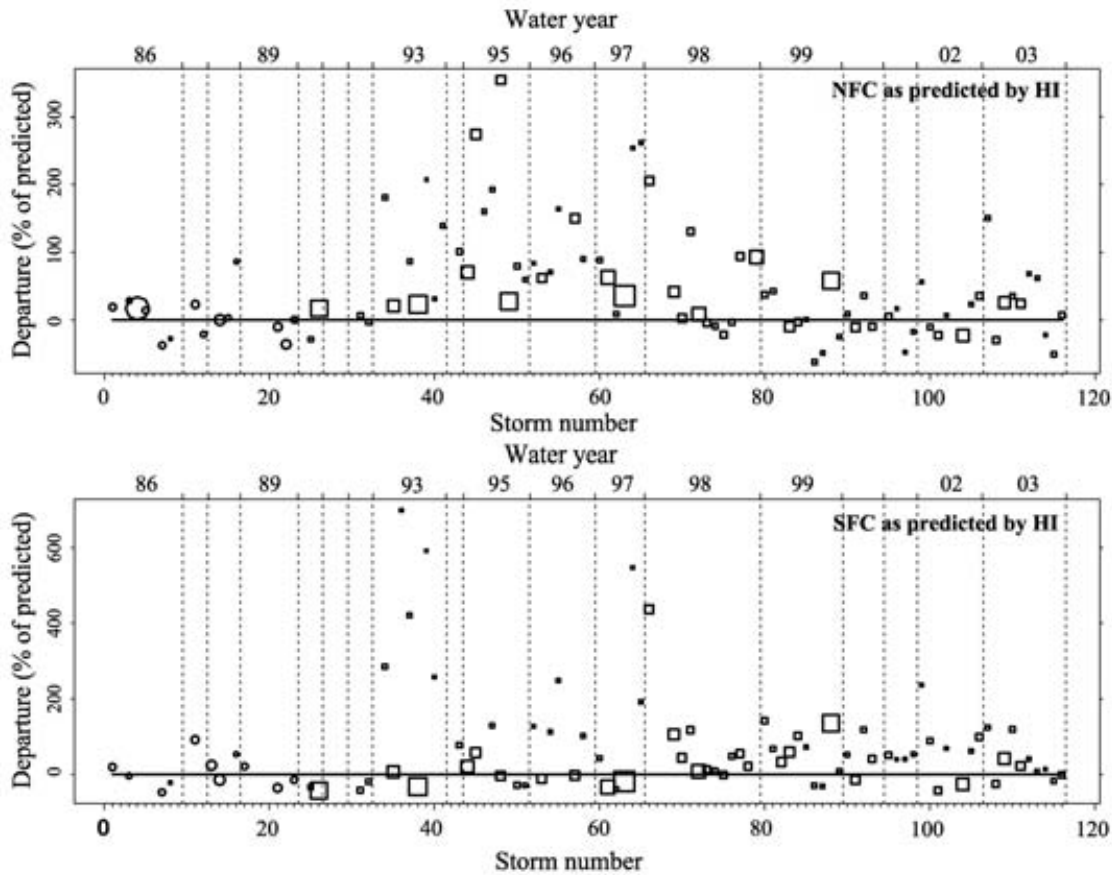 Water year
86 89 93 95 96 97 98 99 02 03
NFC as predicted by HI
Departure (% of predicted)
300
200
100
0
0 20 40 60 80 100 120
Storm number
Water year
86 89 93 95 96 97 98 99 02 03
SFC as predicted by HI
Departure (% of predicted)
600
400
200
0
0 20 40 60 80 100 120
Storm number